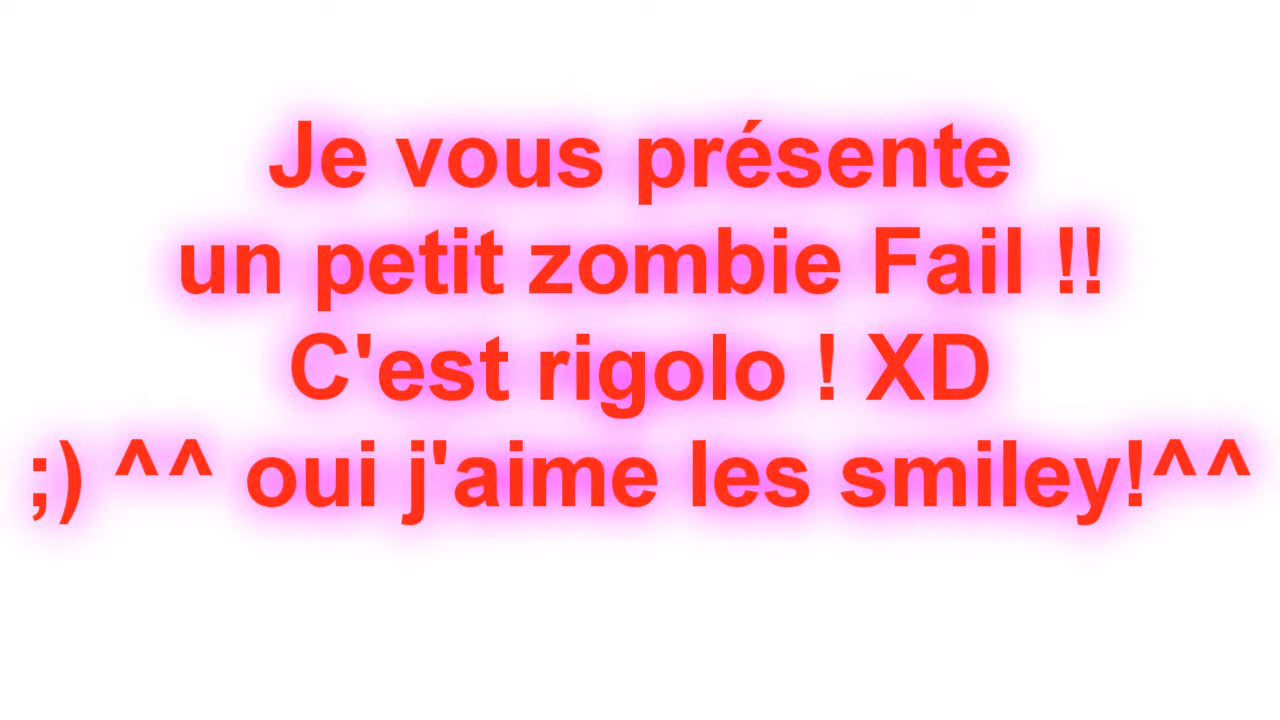 Je vous présente
un petit zombie Fail !!
C'est rigolo ! XD
;) ^^ oui j'aime les smiley!^^